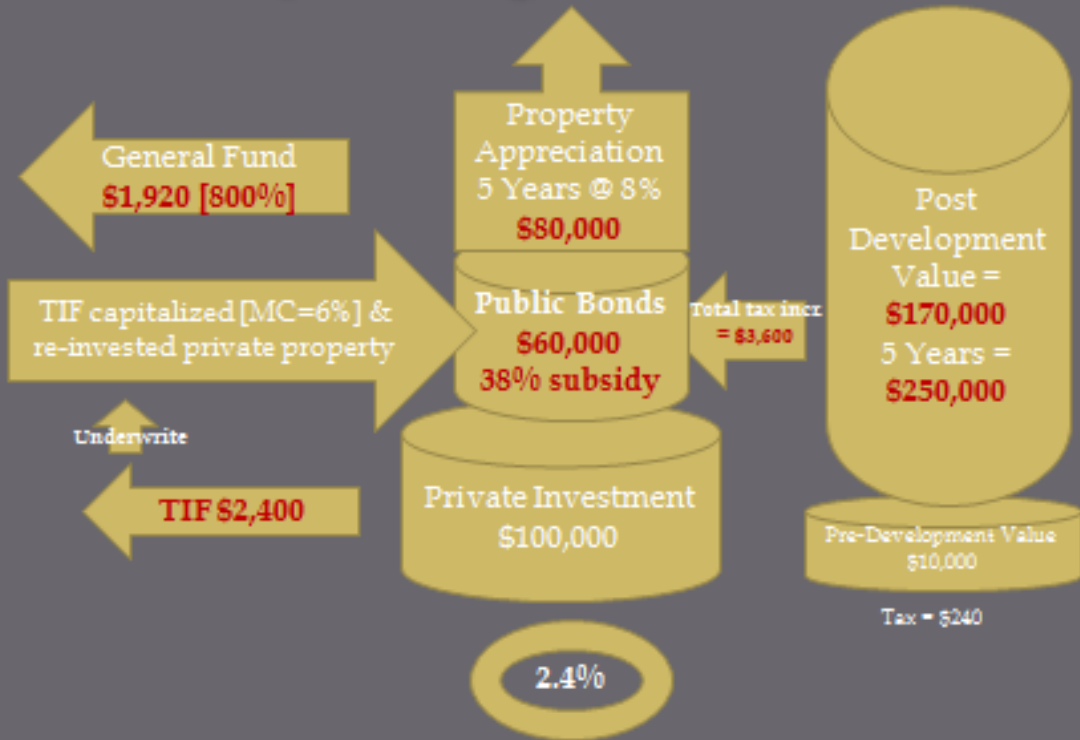 General Fund
$1,920 [800%]
Property
Appreciation
5 Years @ 8%
$80,000
Post
Development
Value =
$170,000
5 Years =
$250,000
TIF capitalized [MC=6%] &
re-invested private property
Public Bonds
$60,000
38% subsidy
Total tax incr.
= $3,600
Underwrite
TIF $2,400
Private Investment
$100,000
Pre-Development Value
$10,000
Tax = $240
2.4%